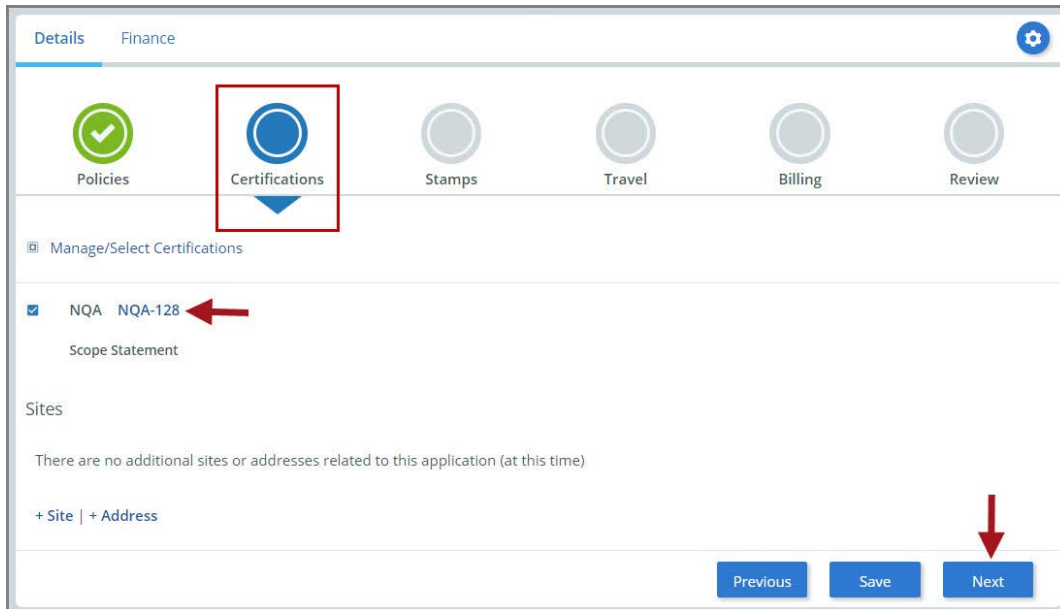 Details Finance
Policies Certifications Stamps Travel Billing Review
Manage/Select Certifications
NQA NQA-128
Scope Statement
Sites
There are no additional sites or addresses related to this application (at this time)
+ Site | + Address
Previous Save Next